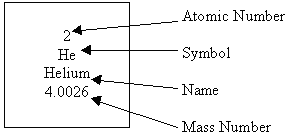 Atomic Number
2
Symbol
He
Helium
Name
4.0026
Mass Number